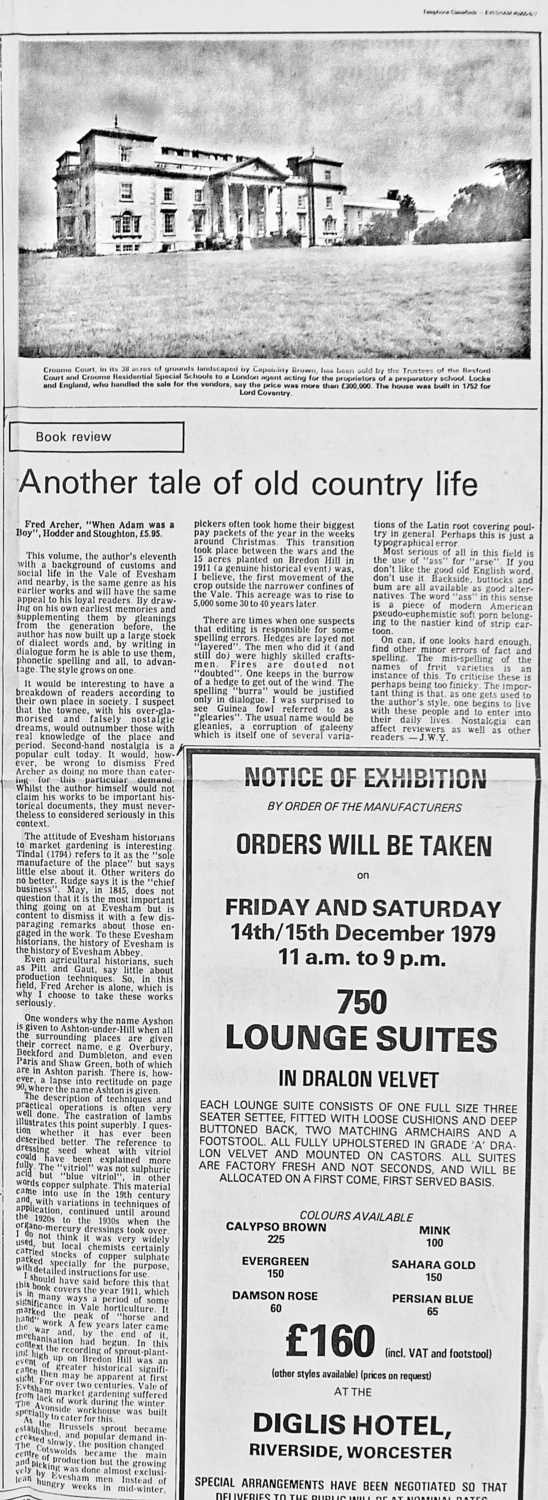 Telephone Classifieds — EVESHAM
Croome Court, in its 38 acres of grounds landscaped by Capability Brown, has been sold by the Trustees of the Besford
Court and Croome Residential Special Schools to a London agent acting for the proprietors of a preparatory school. Locke
and England, who handled the sale for the vendors, say the price was more than £300,000. The house was built in 1752 for
Lord Coventry.
Book review
Another tale of old country life
Fred Archer, "When Adam was a
Boy", Hodder and Stoughton, £5.95.
This volume, the author's eleventh
with a background of customs and
social life in the Vale of Evesham
and nearby, is the same genre as his
earlier works and will have the same
appeal to his loyal readers. By draw-
ing on his own earliest memories and
supplementing them by gleanings
from the generation before, the
author has now built up a large stock
of dialect words and, by writing in
dialogue form he is able to use them,
phonetic spelling and all, to advan-
tage. The style grows on one.
It would be interesting to have a
breakdown of readers according to
their own place in society. I suspect
that the townee, with his over-gla-
morised and falsely nostalgic
dreams, would outnumber those with
real knowledge of the place and
period. Second-hand nostalgia is a
popular cult today. It would, how-
ever, be wrong to dismiss Fred
Archer as doing no more than cater-
ing for this particular demand.
Whilst the author himself would not
claim his works to be important his-
torical documents, they must never-
theless to considered seriously in this
context.
The attitude of Evesham historians
to market gardening is interesting.
Tindal (1794) refers to it as the "sole
manufacture of the place" but says
little else about it. Other writers do
no better. Rudge says it is the "chief
business". May, in 1845, does not
question that it is the most important
thing going on at Evesham but is
content to dismiss it with a few dis-
paraging remarks about those en-
gaged in the work. To these Evesham
historians, the history of Evesham is
the history of Evesham Abbey.
Even agricultural historians, such
as Pitt and Gaut, say little about
production techniques. So, in this
field, Fred Archer is alone, which is
why I choose to take these works
seriously.
One wonders why the name Ayshon
is given to Ashton-under-Hill when all
the surrounding places are given
their correct name, e.g. Overbury,
Beckford and Dumbleton, and even
Paris and Shaw Green, both of which
are in Ashton parish. There is, how-
ever, a lapse into rectitude on page
90, where the name Ashton is given.
The description of techniques and
practical operations is often very
well done. The castration of lambs
illustrates this point superbly. I ques-
tion whether it has ever been
described better. The reference to
dressing seed wheat with vitriol
could have been explained more
fully. The "vitriol" was not sulphuric
acid but "blue vitriol", in other
words copper sulphate. This material
came into use in the 19th century
and, with variations in techniques of
application, continued until around
the 1920s to the 1930s when the
organo-mercury dressings took over.
I do not think it was very widely
used, but local chemists certainly
carried stocks of copper sulphate
packed specially for the purpose,
with detailed instructions for use.
I should have said before this that
this book covers the year 1911, which
is in many ways a period of some
significance in Vale horticulture. It
marked the peak of "horse and
hand" work. A few years later came
the war and, by the end of it,
mechanisation had begun. In this
context the recording of sprout-plant-
ing high up on Bredon Hill was an
event of greater historical signifi-
cance then may be apparent at first
sight. For over two centuries, Vale of
Evesham market gardening suffered
from lack of work during the winter.
The Avonside workhouse was built
specially to cater for this.
As the Brussels sprout became
established, and popular demand in-
creased slowly, the position changed.
The Cotswolds became the main
centre of production but the growing
and picking was done almost exclusi-
vely by Evesham men. Instead of
lean hungry weeks in mid-winter,
pickers often took home their biggest
pay packets of the year in the weeks
around Christmas. This transition
took place between the wars and the
15 acres planted on Bredon Hill in
1911 (a genuine historical event) was,
I believe, the first movement of the
crop outside the narrower confines of
the Vale. This acreage was to rise to
5,000 some 30 to 40 years later.
There are times when one suspects
that editing is responsible for some
spelling errors. Hedges are layed not
"layered". The men who did it (and
still do) were highly skilled crafts-
men. Fires are douted not
"doubted". One keeps in the burrow
of a hedge to get out of the wind. The
spelling "burra" would be justified
only in dialogue. I was surprised to
see Guinea fowl referred to as
"glearies". The usual name would be
gleanies, a corruption of galeeny
which is itself one of several varia-
tions of the Latin root covering poul-
try in general. Perhaps this is just a
typographical error.
Most serious of all in this field is
the use of "ass" for "arse". If you
don't like the good old English word,
don't use it. Backside, buttocks and
bum are all available as good alter-
natives. The word "ass" in this sense
is a piece of modern American
pseudo-euphemistic soft porn belong-
ing to the nastier kind of strip car-
toon.
On can, if one looks hard enough,
find other minor errors of fact and
spelling. The mis-spelling of the
names of fruit varieties is an
instance of this. To criticise these is
perhaps being too finicky. The impor-
tant thing is that, as one gets used to
the author's style, one begins to live
with these people and to enter into
their daily lives. Nostalogia can
affect reviewers as well as other
readers. — J.W.Y.
NOTICE OF EXHIBITION
BY ORDER OF THE MANUFACTURERS
ORDERS WILL BE TAKEN
on
FRIDAY AND SATURDAY
14th/15th December 1979
11 a.m. to 9 p.m.
750
LOUNGE SUITES
IN DRALON VELVET
EACH LOUNGE SUITE CONSISTS OF ONE FULL SIZE THREE
SEATER SETTEE, FITTED WITH LOOSE CUSHIONS AND DEEP
BUTTONED BACK, TWO MATCHING ARMCHAIRS AND A
FOOTSTOOL. ALL FULLY UPHOLSTERED IN GRADE 'A' DRA-
LON VELVET AND MOUNTED ON CASTORS. ALL SUITES
ARE FACTORY FRESH AND NOT SECONDS, AND WILL BE
ALLOCATED ON A FIRST COME, FIRST SERVED BASIS.
COLOURS AVAILABLE
CALYPSO BROWN MINK
225 100
EVERGREEN SAHARA GOLD
150 150
DAMSON ROSE PERSIAN BLUE
60 65
£160 (incl. VAT and footstool)
(other styles available) (prices on request)
AT THE
DIGLIS HOTEL,
RIVERSIDE, WORCESTER
SPECIAL ARRANGEMENTS HAVE BEEN NEGOTIATED SO THAT
DELIVERIES TO THE PUBLIC WILL BE AT NOMINAL RATES